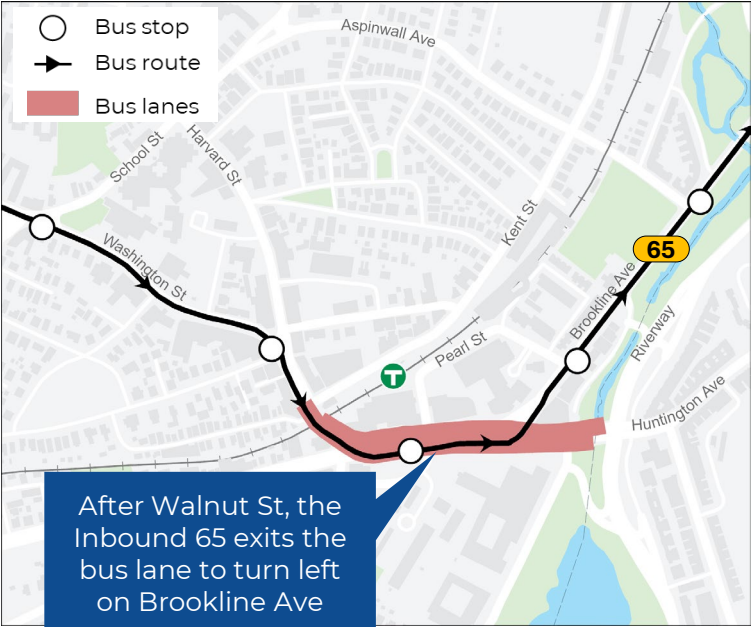 Bus stop
Bus route
Bus lanes
Aspinwall Ave
School St
Harvard St
Kent St
Washington St
65
Brookline Ave
Riverway
Pearl St
T
Huntington Ave
After Walnut St, the
Inbound 65 exits the
bus lane to turn left
on Brookline Ave